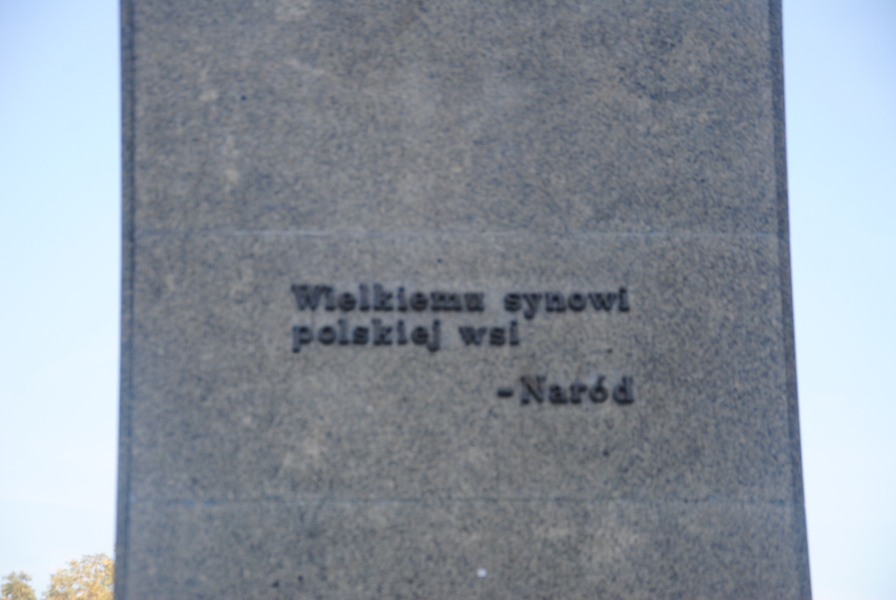 Wielkiemu synowi
polskiej wsi
-Naród